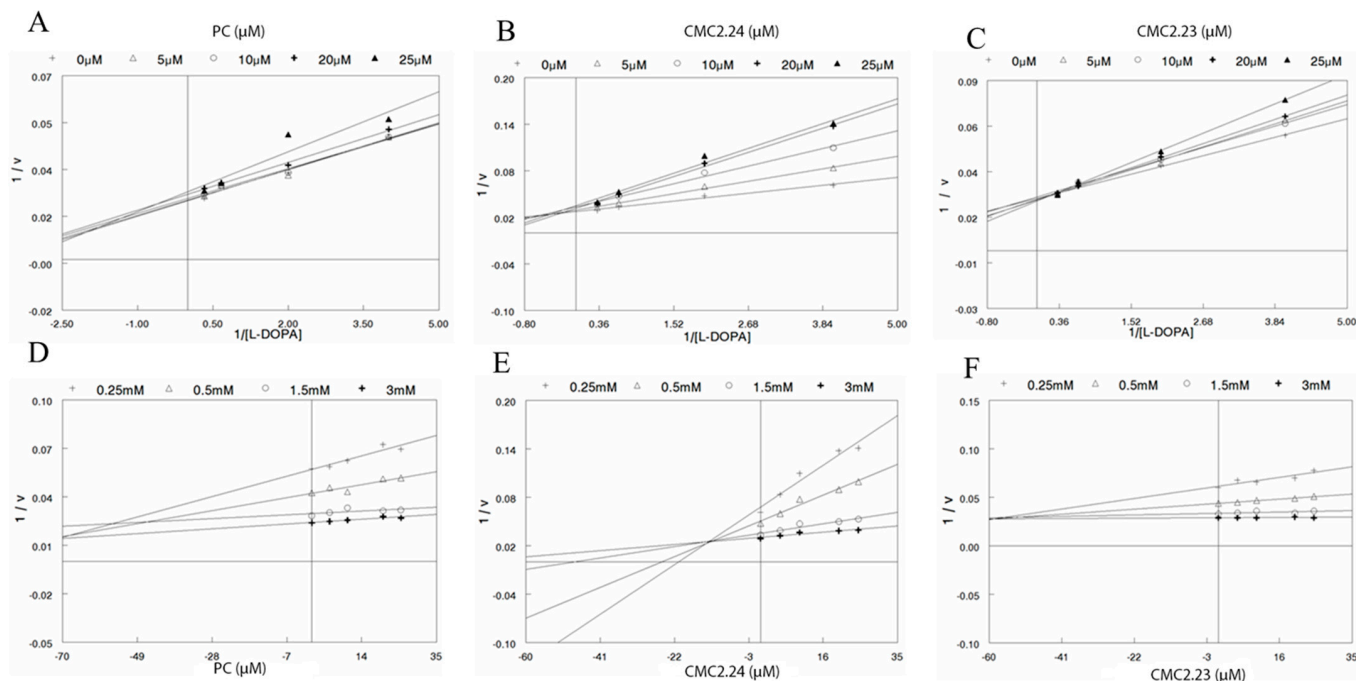 A
PC (µM)
0µM 5µM 10µM 20µM 25µM
0.07
0.05
0.04
0.02
-0.00
-0.02
1 / v
-2.50 -1.00 0.50 2.00 3.50 5.00
1/[L-DOPA]
B
CMC2.24 (µM)
0µM 5µM 10µM 20µM 25µM
0.20
0.14
0.08
0.02
-0.04
-0.10
1 / v
-0.80 0.36 1.52 2.68 3.84 5.00
1/[L-DOPA]
C
CMC2.23 (µM)
0µM 5µM 10µM 20µM 25µM
0.09
0.06
0.04
0.02
-0.01
-0.03
1 / v
-0.80 0.36 1.52 2.68 3.84 5.00
1/[L-DOPA]
D
0.25mM 0.5mM 1.5mM 3mM
0.10
0.07
0.04
0.01
-0.02
-0.05
1 / v
-70 -49 -28 -7 14 35
PC (µM)
E
0.25mM 0.5mM 1.5mM 3mM
0.20
0.14
0.08
0.02
-0.04
-0.10
1 / v
-60 -41 -22 -3 16 35
CMC2.24 (µM)
F
0.25mM 0.5mM 1.5mM 3mM
0.15
0.10
0.05
0.00
-0.05
-0.10
1 / v
-60 -41 -22 -3 16 35
CMC2.23 (µM)